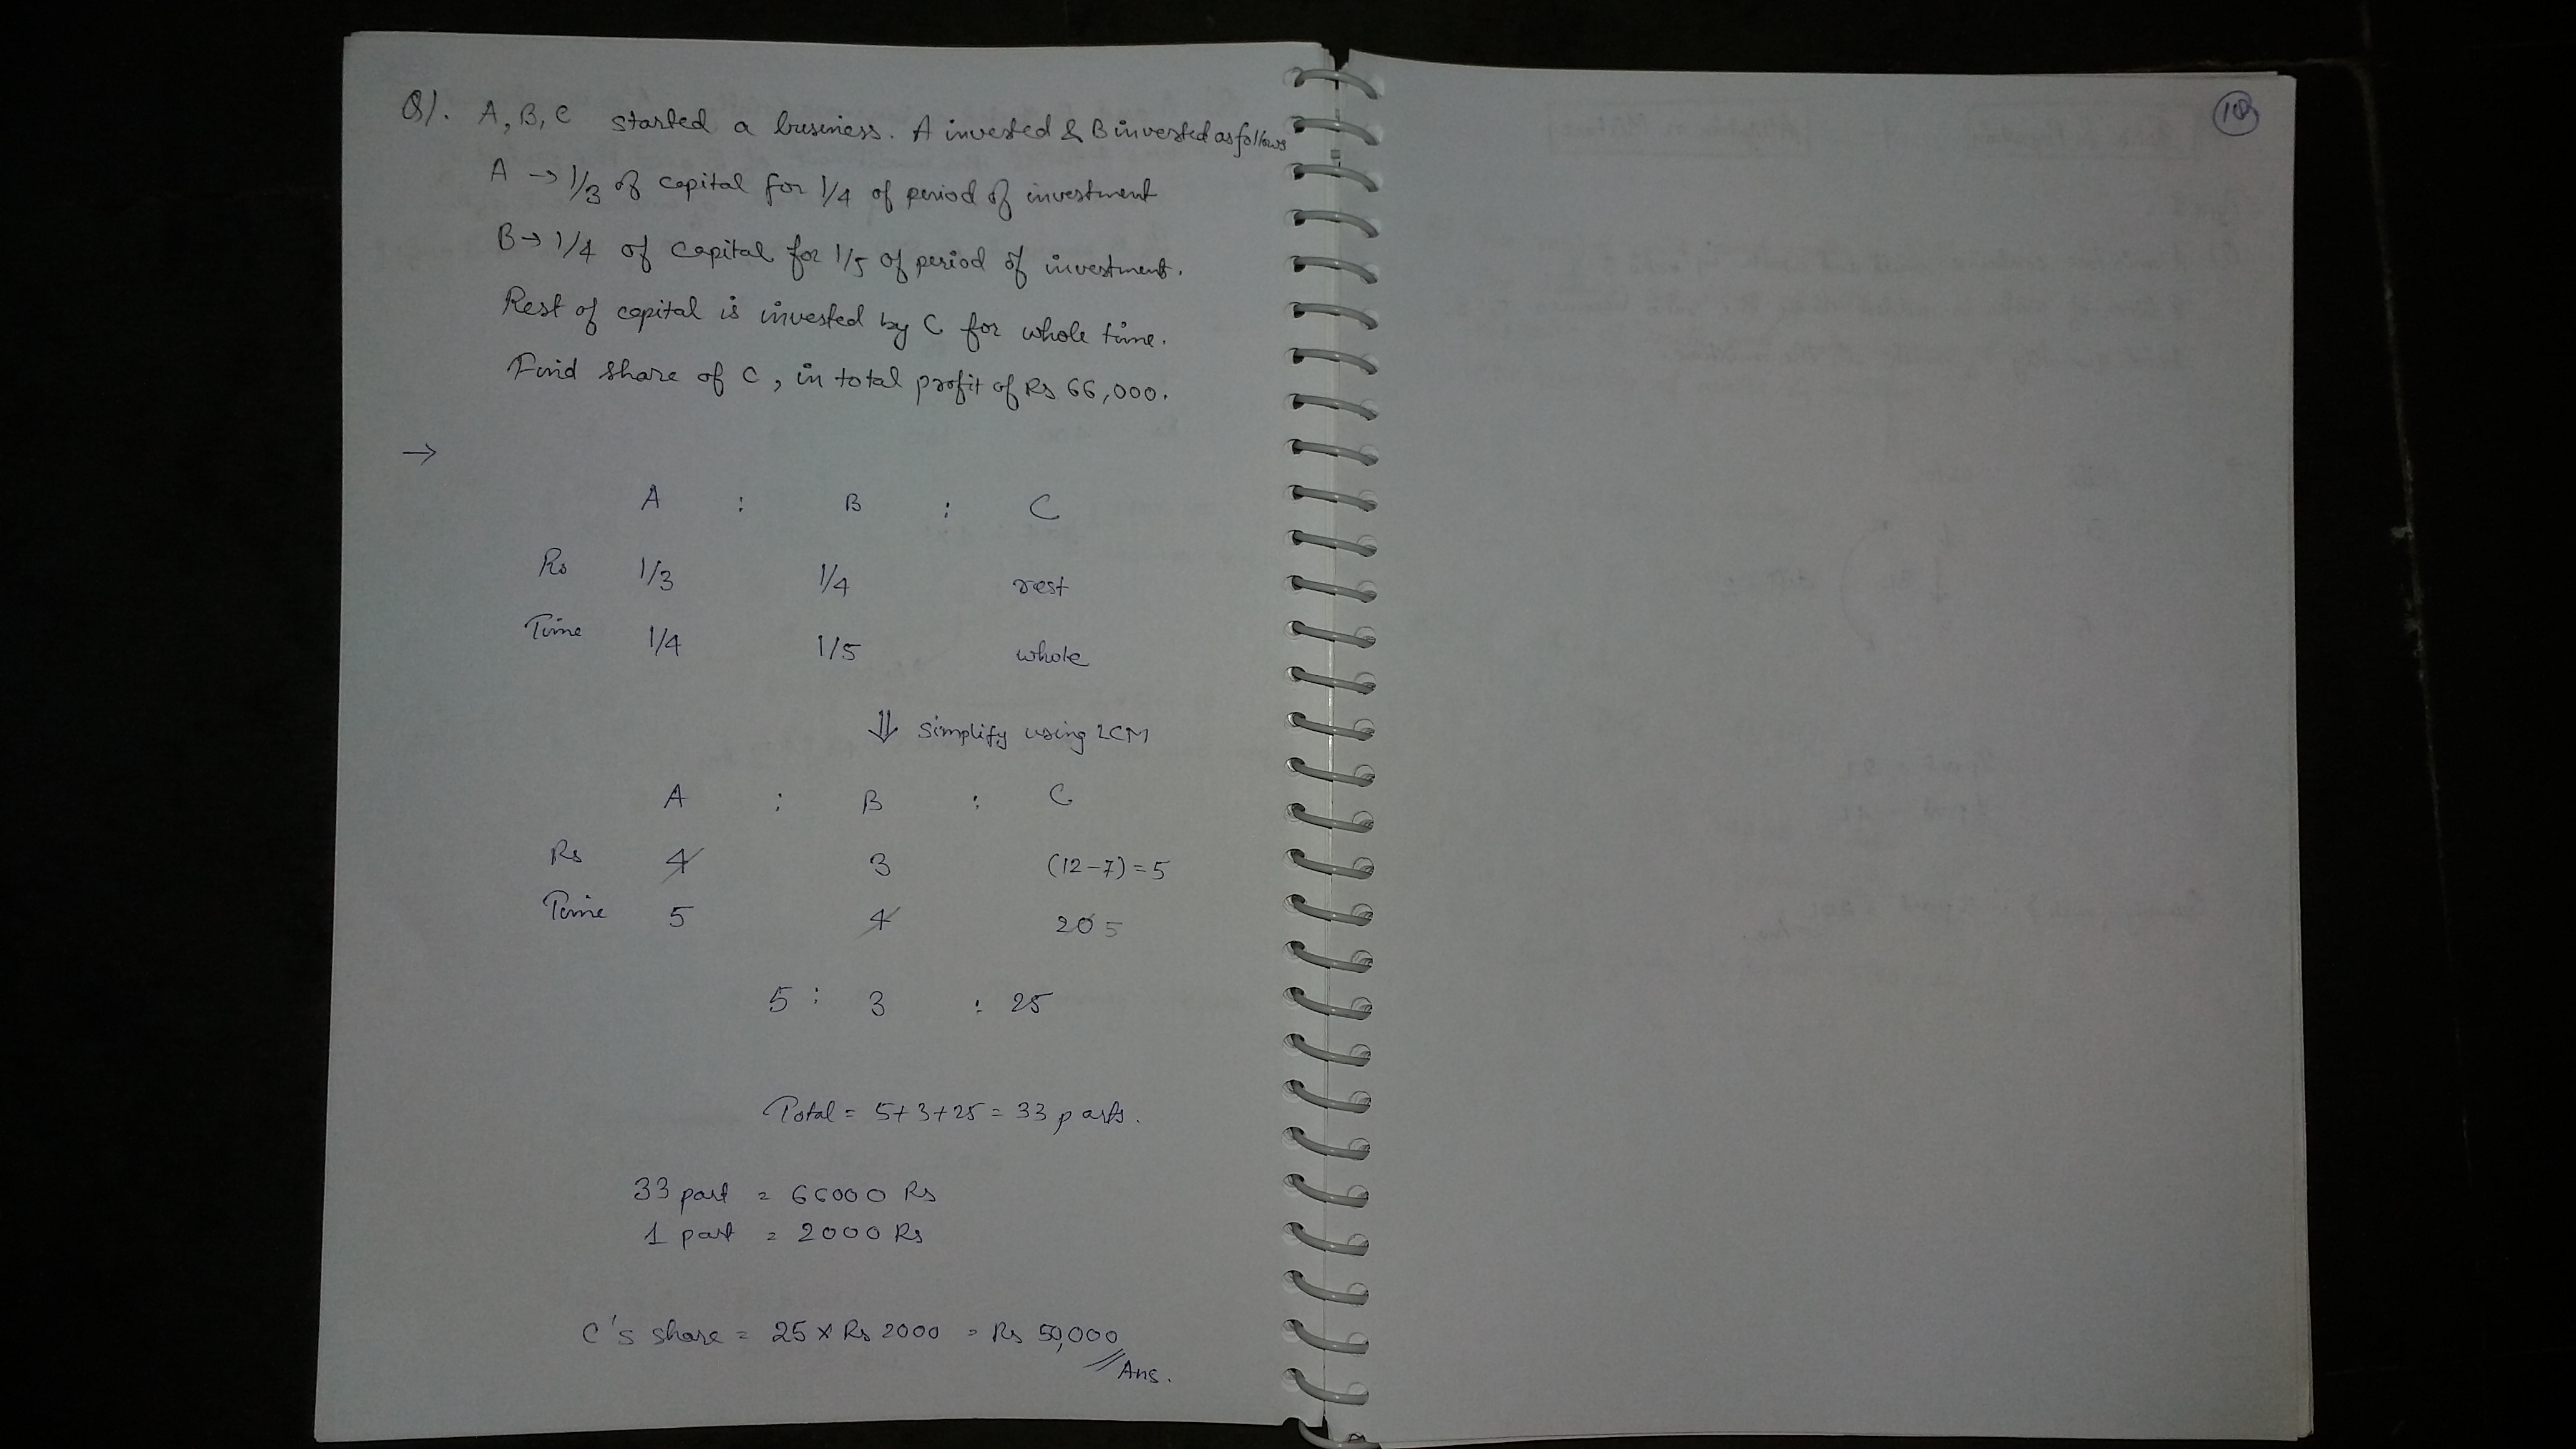 Q). A, B, C started a business. A invested & B invested as follows
A → 1/3 of capital for 1/4 of period of investment
B → 1/4 of capital for 1/5 of period of investment.
Rest of capital is invested by C for whole time.
Find share of C, in total profit of Rs 66,000.
→
A : B : C
Rs 1/3 1/4 rest
Time 1/4 1/5 whole
⇓ Simplify using LCM
A : B : C
Rs 4 3 (12-7)=5
Time 5 4 20 5
5 : 3 : 25
Total = 5+3+25 = 33 parts.
33 part = 66000 Rs
1 part = 2000 Rs
C's share = 25 × Rs 2000 = Rs 50,000
Ans.